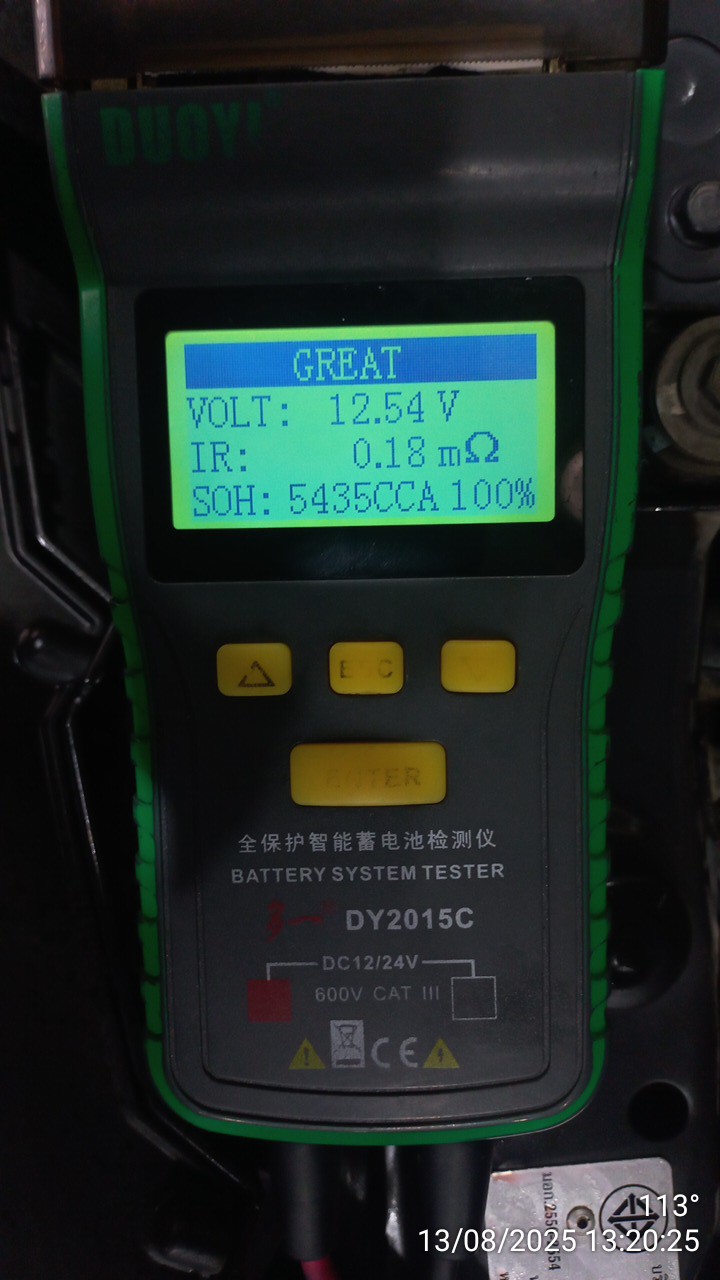 DUOYI
GREAT
VOLT: 12.54 V
IR: 0.18 mΩ
SOH: 5435CCA 100%
ENTER
全保护智能蓄电池检测仪
BATTERY SYSTEM TESTER
DY2015C
DC12/24V
600V CAT III
CE
113°
13/08/2025 13:20:25